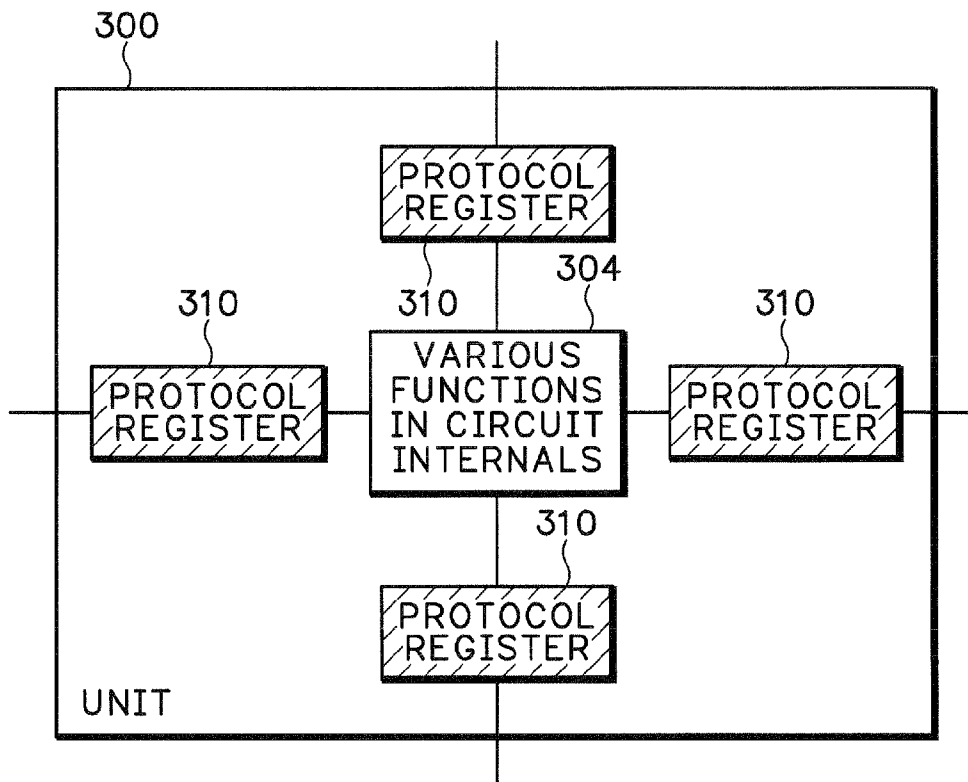 300
PROTOCOL
REGISTER
310
304
310
310
PROTOCOL
REGISTER
VARIOUS
FUNCTIONS
IN CIRCUIT
INTERNALS
PROTOCOL
REGISTER
310
PROTOCOL
REGISTER
UNIT